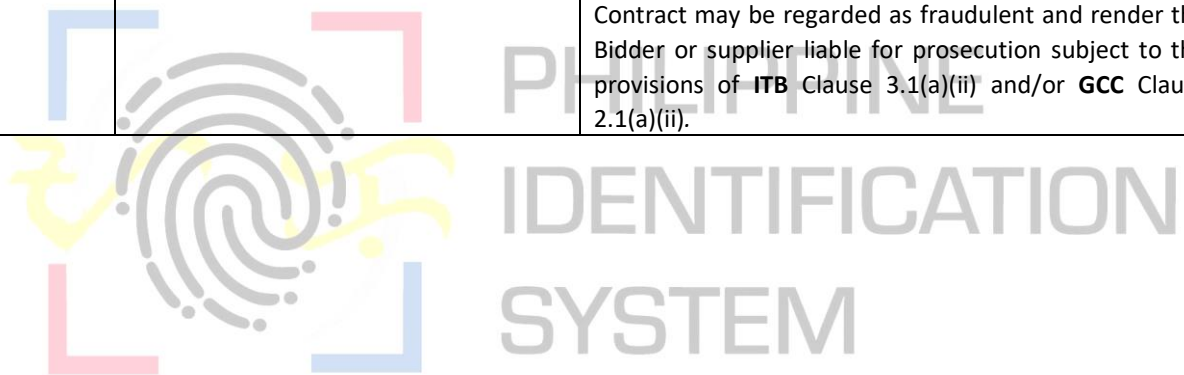 Contract may be regarded as fraudulent and render th
Bidder or supplier liable for prosecution subject to th
provisions of ITB Clause 3.1(a)(ii) and/or GCC Clau
2.1(a)(ii).
PHILIPPINE
IDENTIFICATION
SYSTEM